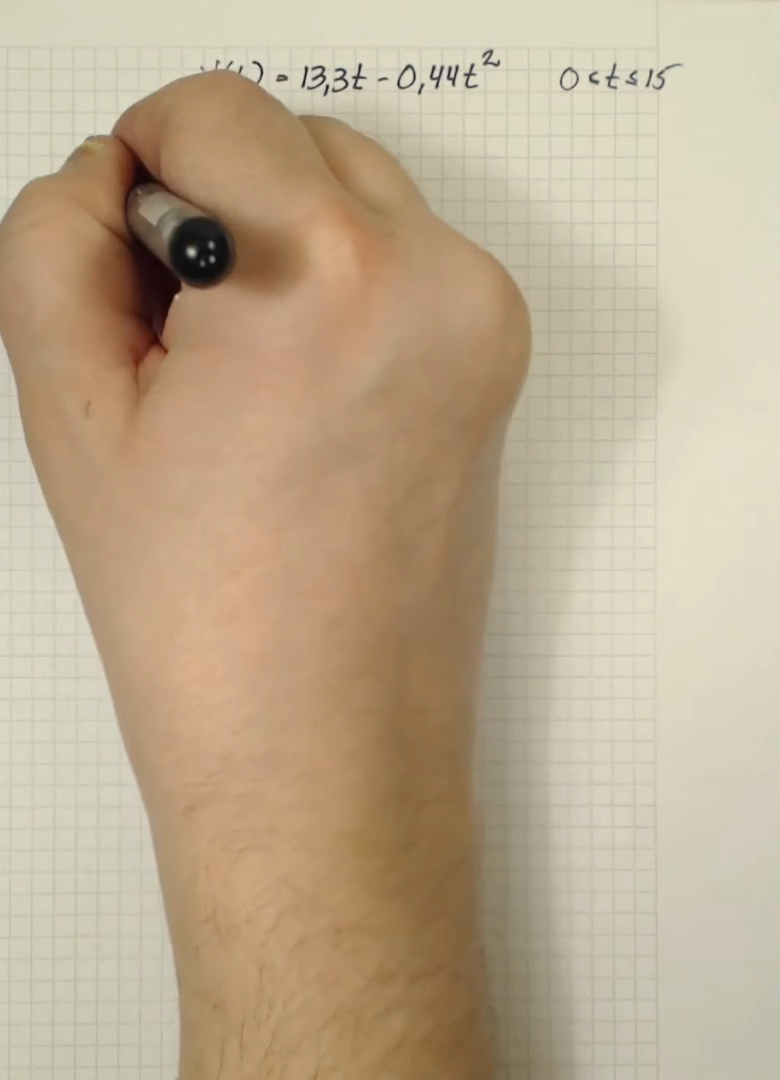 (t) = 13,3t - 0,44t² 0 < t ≤ 15